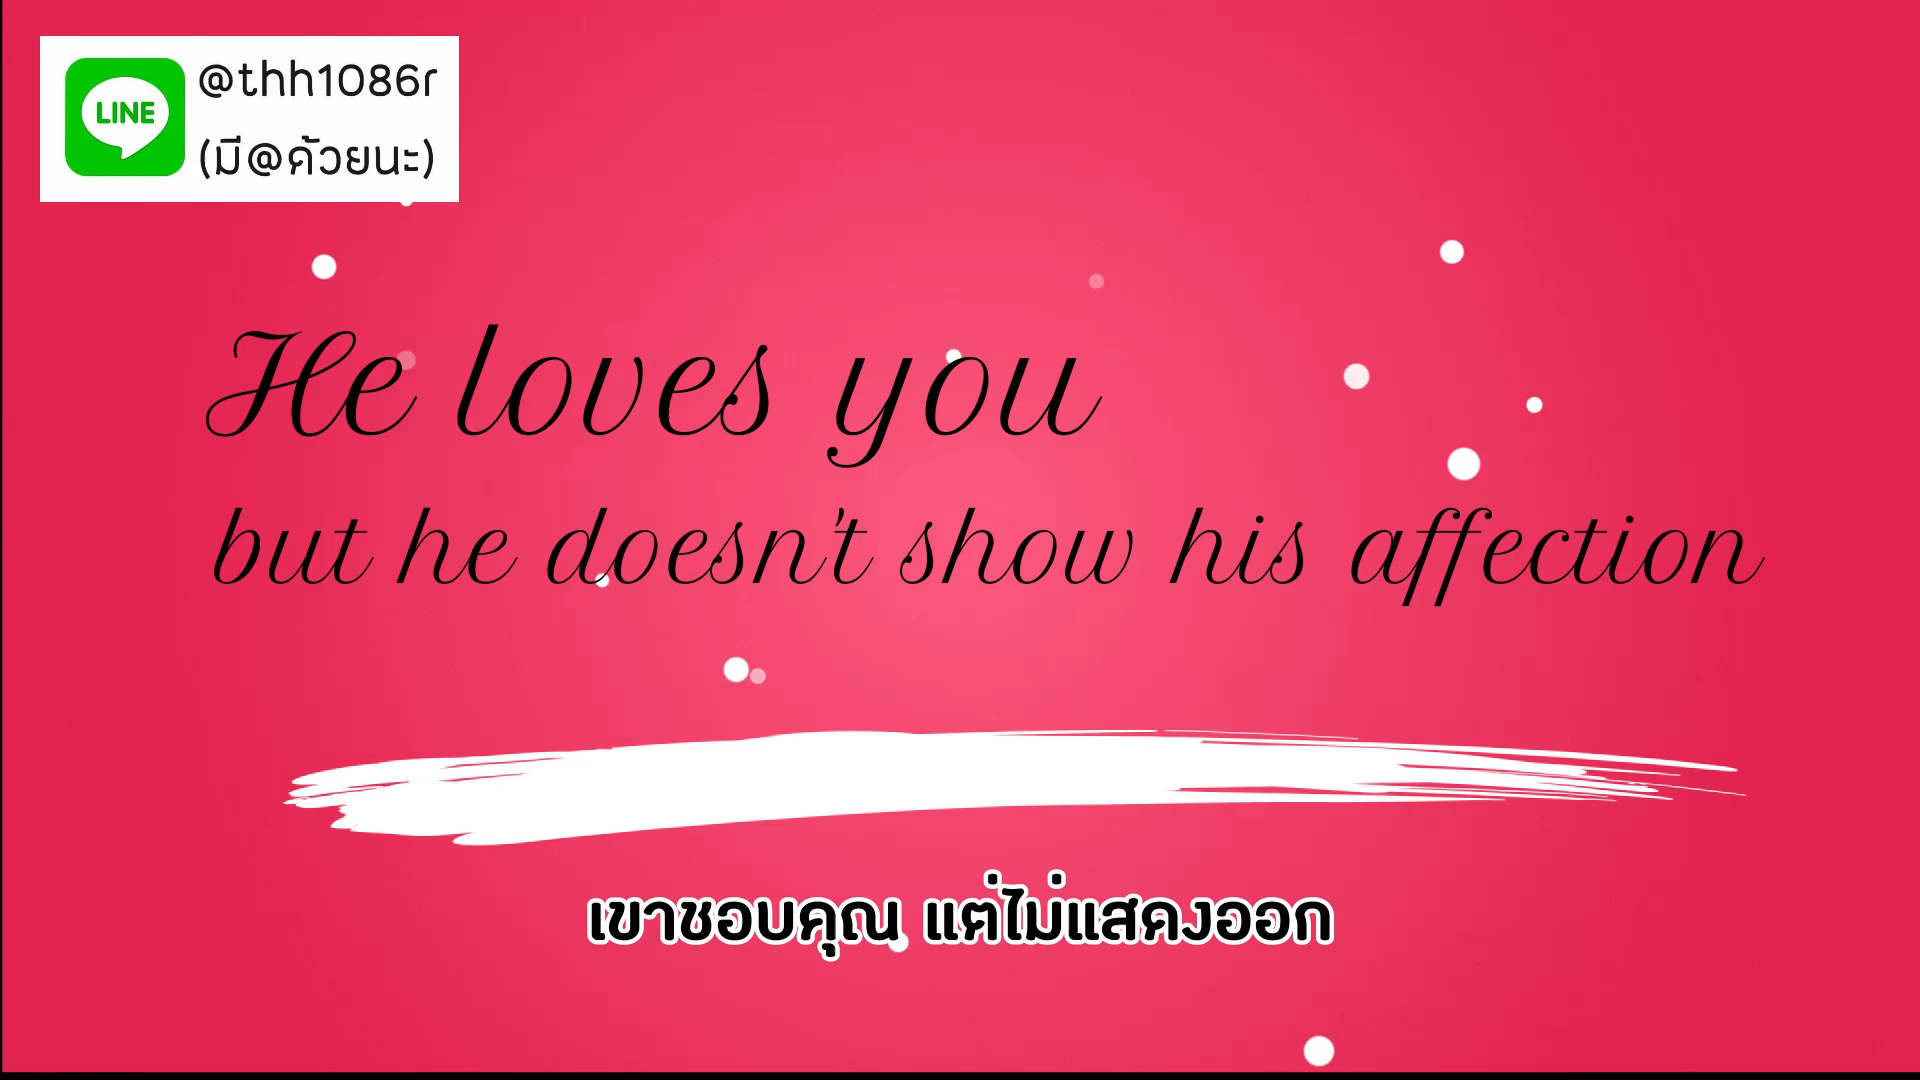 LINE
@thh1086r
(มี@ด้วยนะ)
He loves you
but he doesn't show his affection
เขาชอบคุณ แต่ไม่แสดงออก